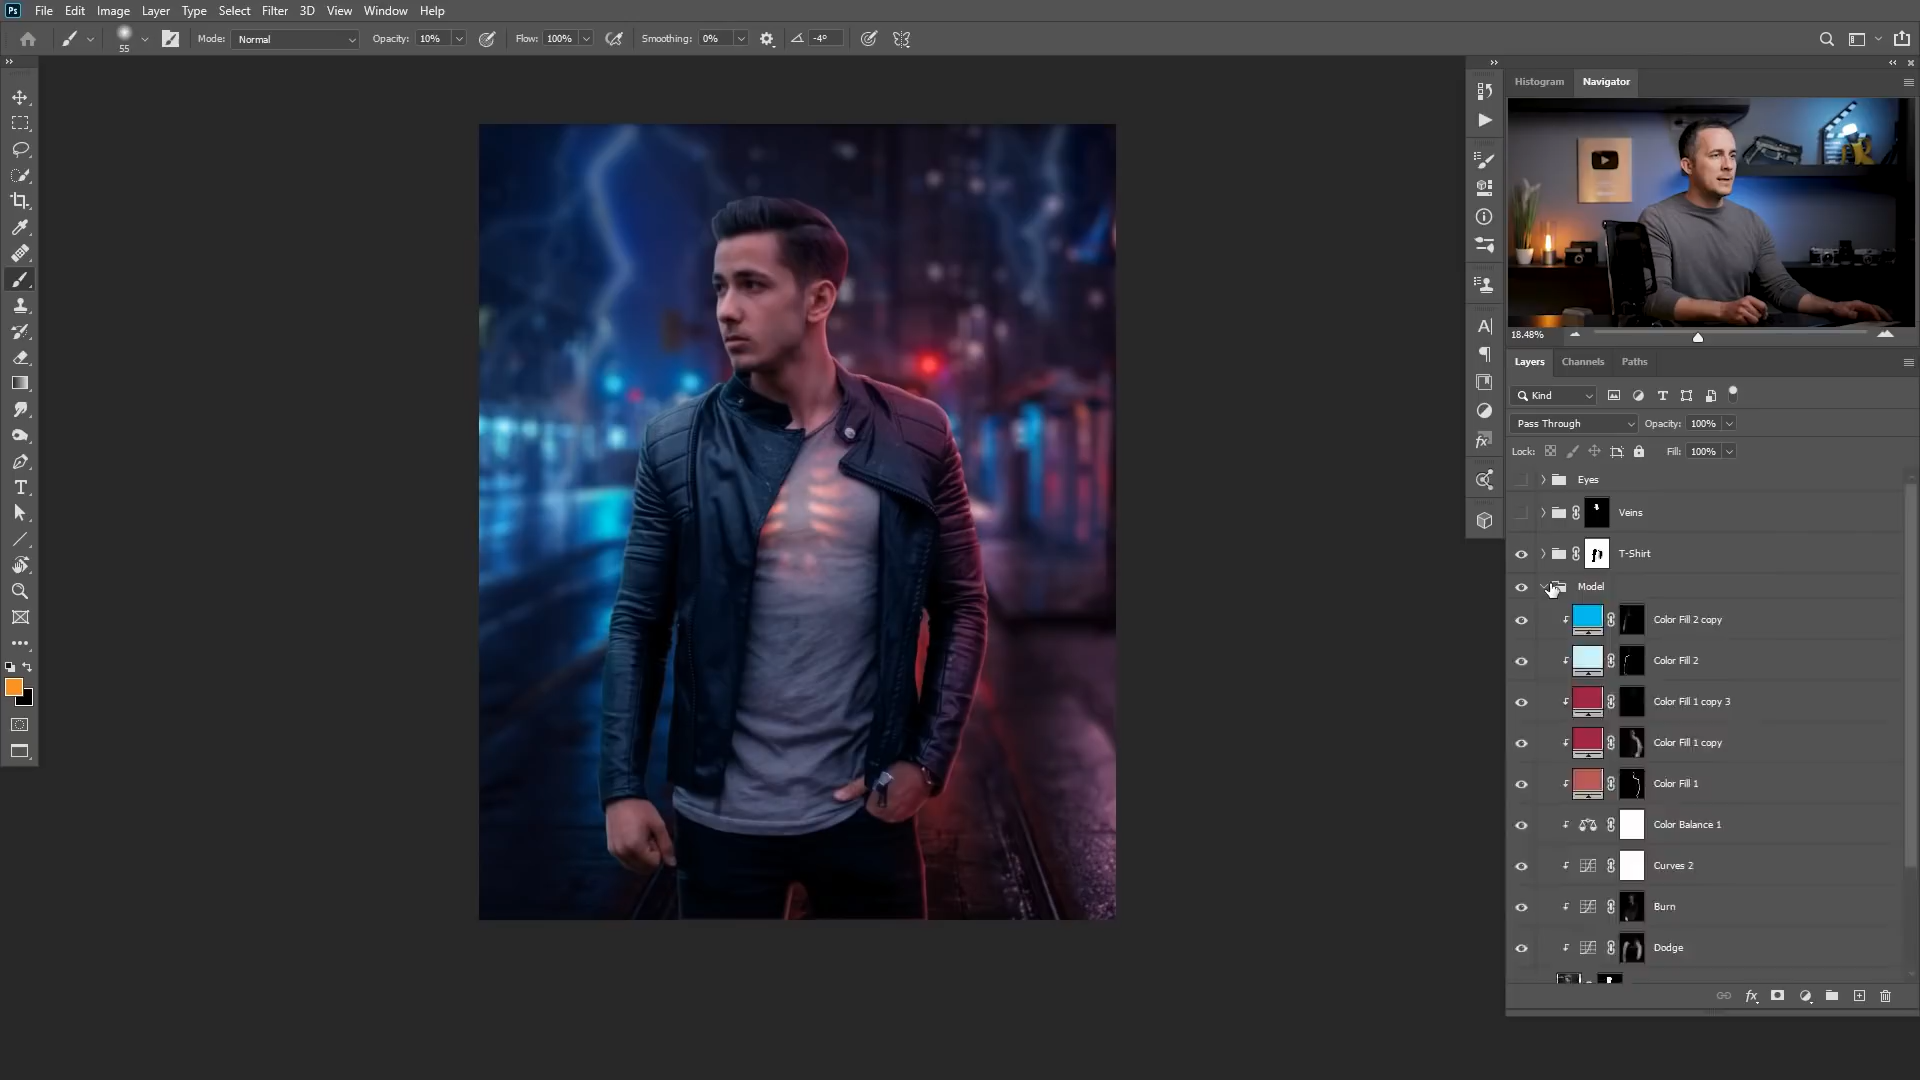 Ps File Edit Image Layer Type Select Filter 3D View Window Help
55 Mode: Normal Opacity: 10% Flow: 100% Smoothing: 0% -4°
Histogram Navigator
18.48%
Layers Channels Paths
Kind
Pass Through Opacity: 100%
Lock: Fill: 100%
Eyes
Veins
T-Shirt
Model
Color Fill 2 copy
Color Fill 2
Color Fill 1 copy 3
Color Fill 1 copy
Color Fill 1
Color Balance 1
Curves 2
Burn
Dodge